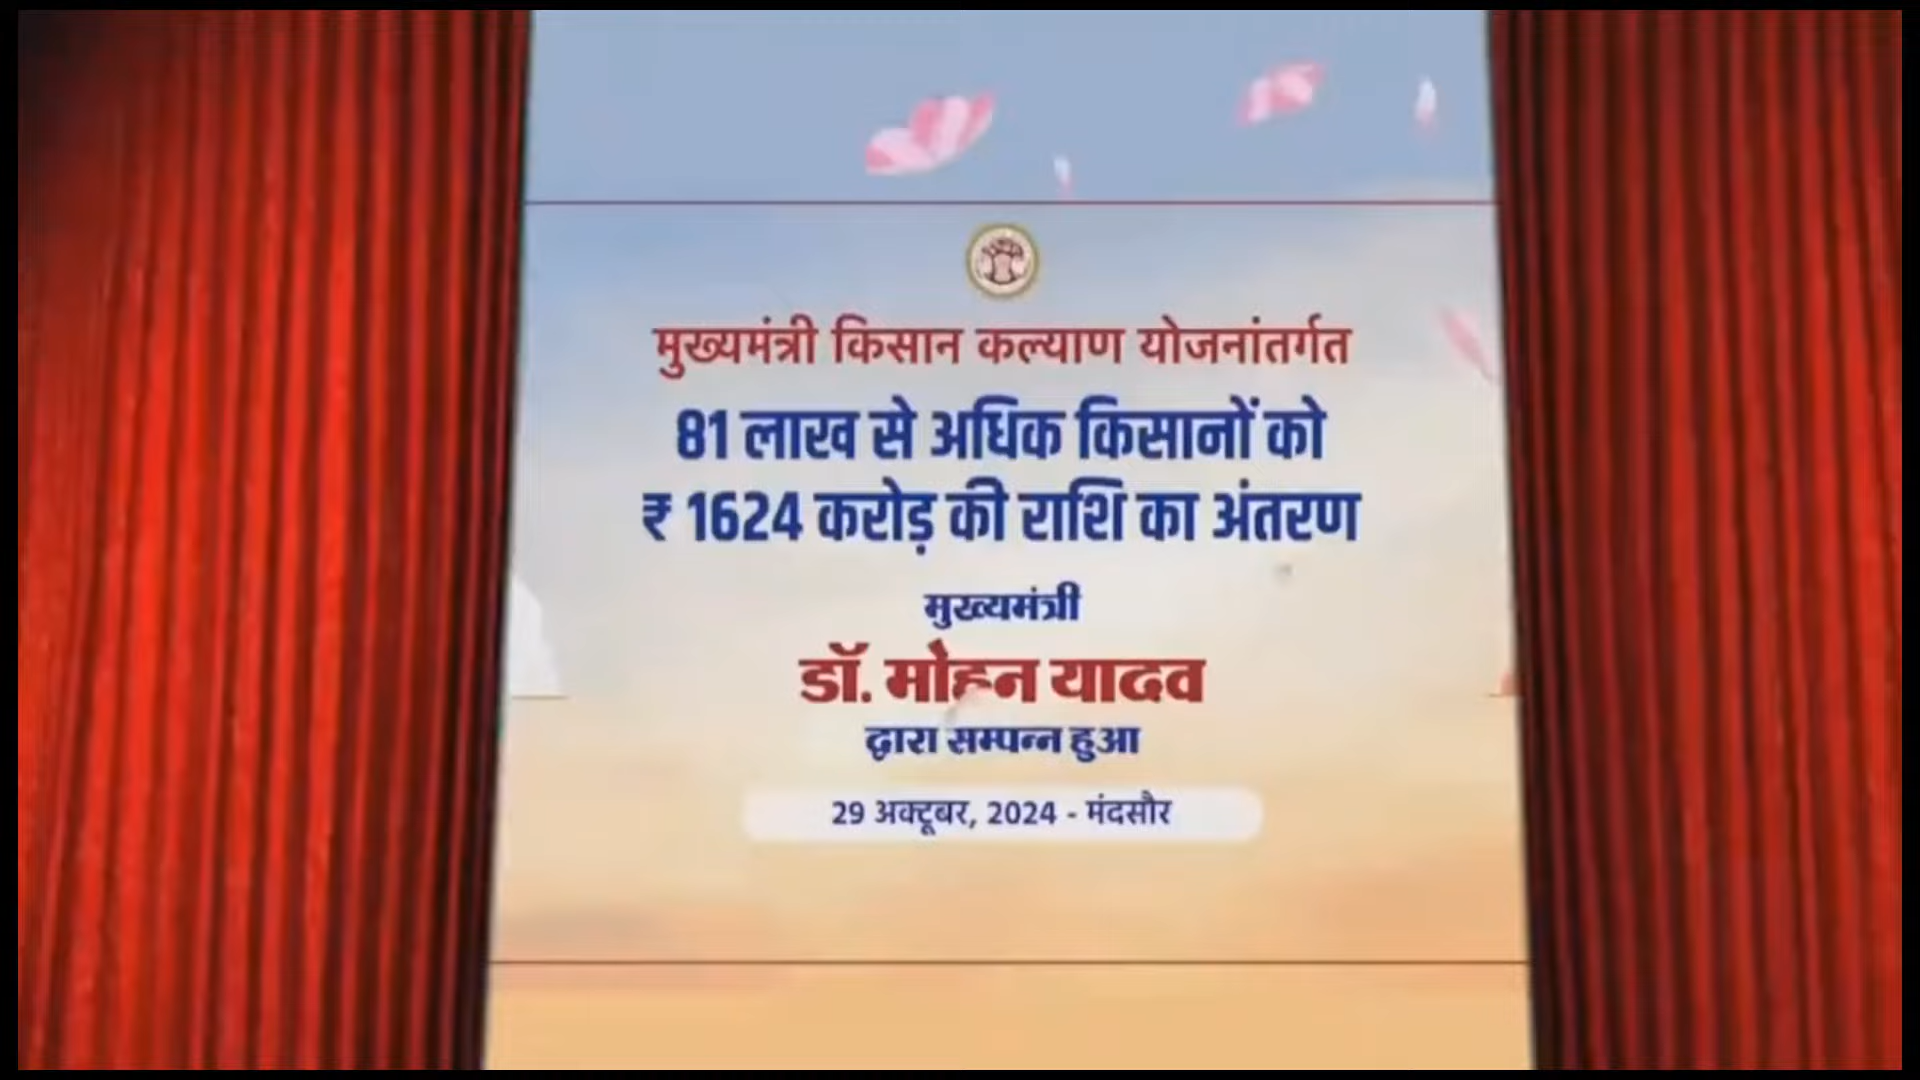 मुख्यमंत्री किसान कल्याण योजनांतर्गत
81 लाख से अधिक किसानों को
₹ 1624 करोड़ की राशि का अंतरण
मुख्यमंत्री
डॉ. मोहन यादव
द्वारा सम्पन्न हुआ
29 अक्टूबर, 2024 - मंदसौर